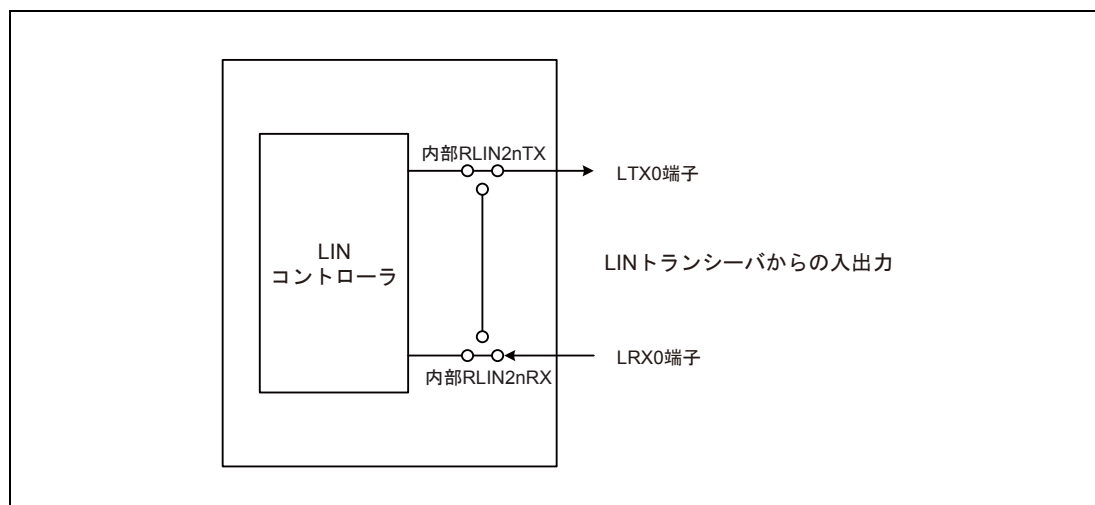 内部RLIN2nTX
LTX0端子
LIN
コントローラ
LINトランシーバからの入出力
LRX0端子
内部RLIN2nRX